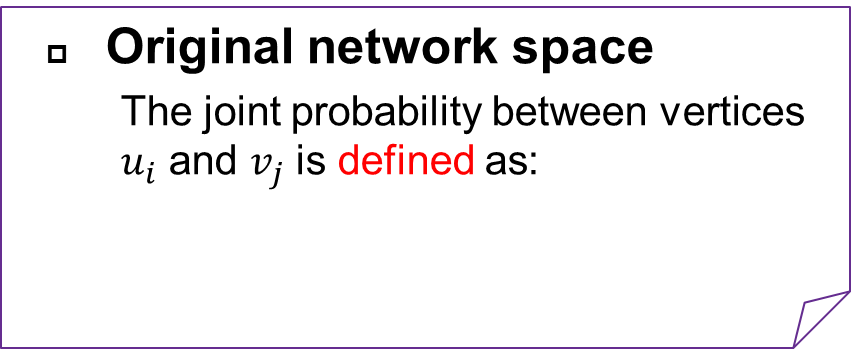 Original network space
The joint probability between vertices
𝑢𝑖 and 𝑣𝑗 is defined as: